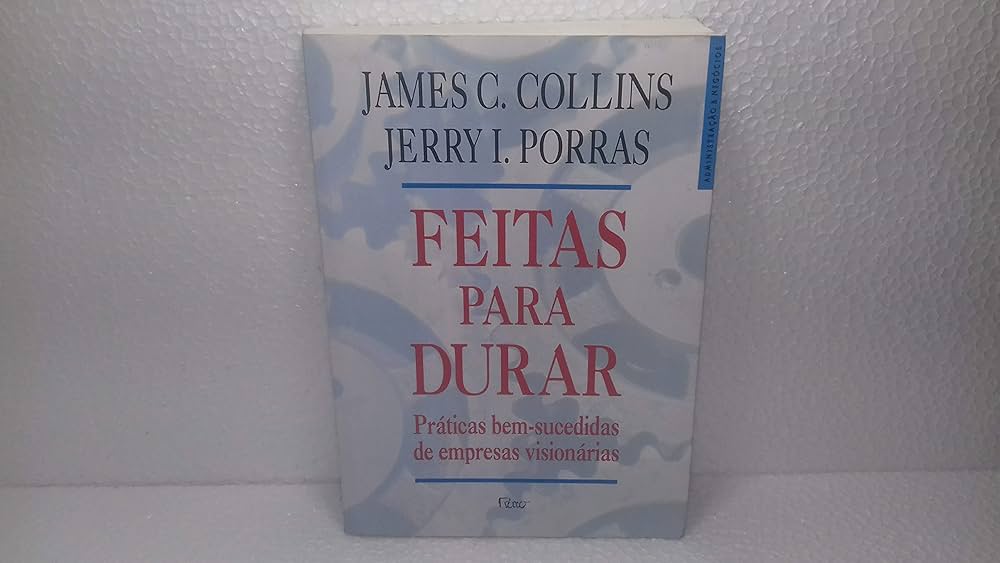 JAMES C. COLLINS
JERRY I. PORRAS
ADMINISTRAÇÃO & NEGÓCIOS
FEITAS
PARA
DURAR
Práticas bem-sucedidas
de empresas visionárias
Rocco